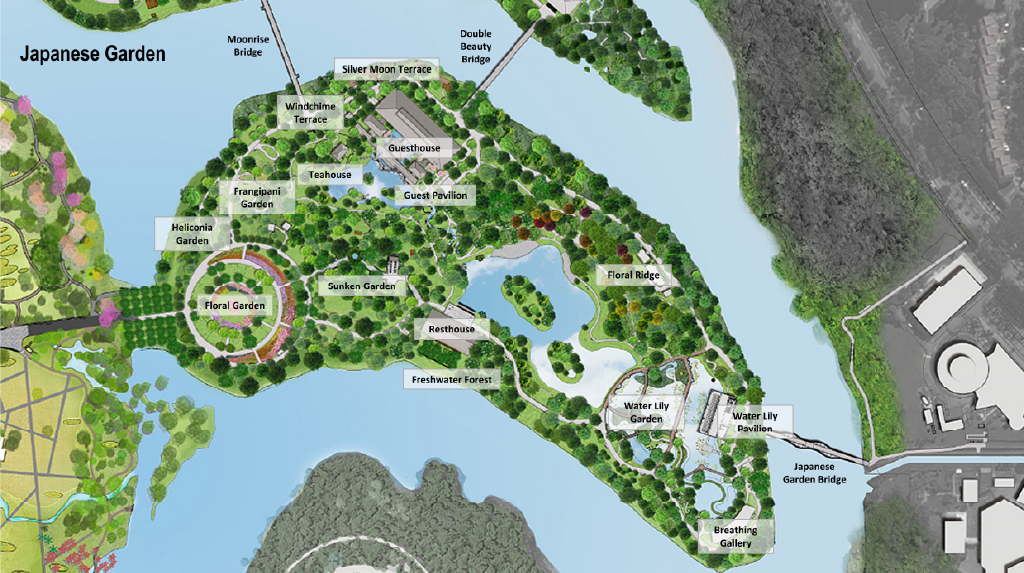 Japanese Garden
Moonrise
Bridge
Double
Beauty
Bridge
Silver Moon Terrace
Windchime
Terrace
Guesthouse
Teahouse
Guest Pavilion
Frangipani
Garden
Heliconia
Garden
Floral Ridge
Sunken Garden
Floral Garden
Resthouse
Freshwater Forest
Water Lily
Garden
Water Lily
Pavilion
Japanese
Garden Bridge
Breathing
Gallery